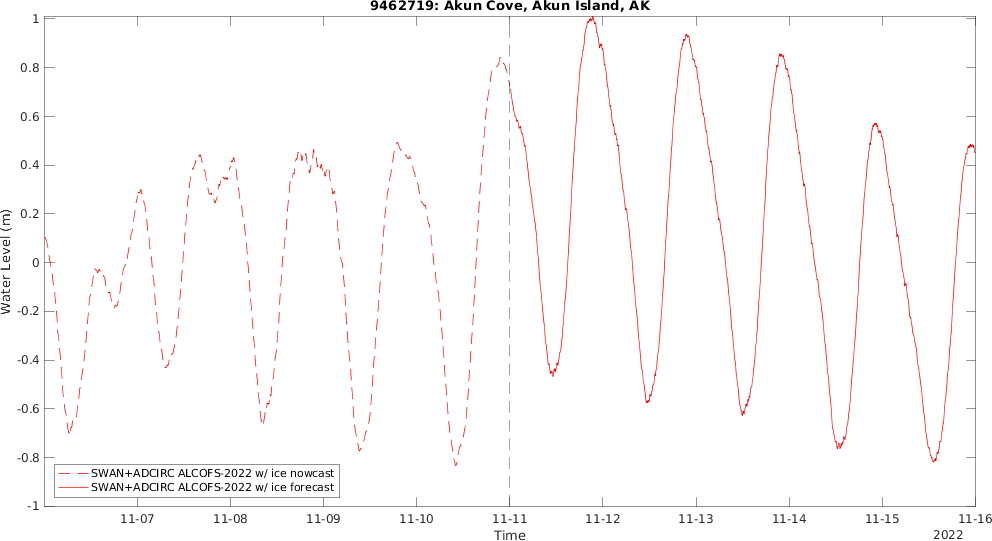 9462719: Akun Cove, Akun Island, AK
1
0.8
0.6
0.4
0.2
0
-0.2
-0.4
-0.6
-0.8
-1
Water Level (m)
SWAN+ADCIRC ALCOFS-2022 w/ ice nowcast
SWAN+ADCIRC ALCOFS-2022 w/ ice forecast
11-07 11-08 11-09 11-10 11-11 11-12 11-13 11-14 11-15 11-16
Time
2022